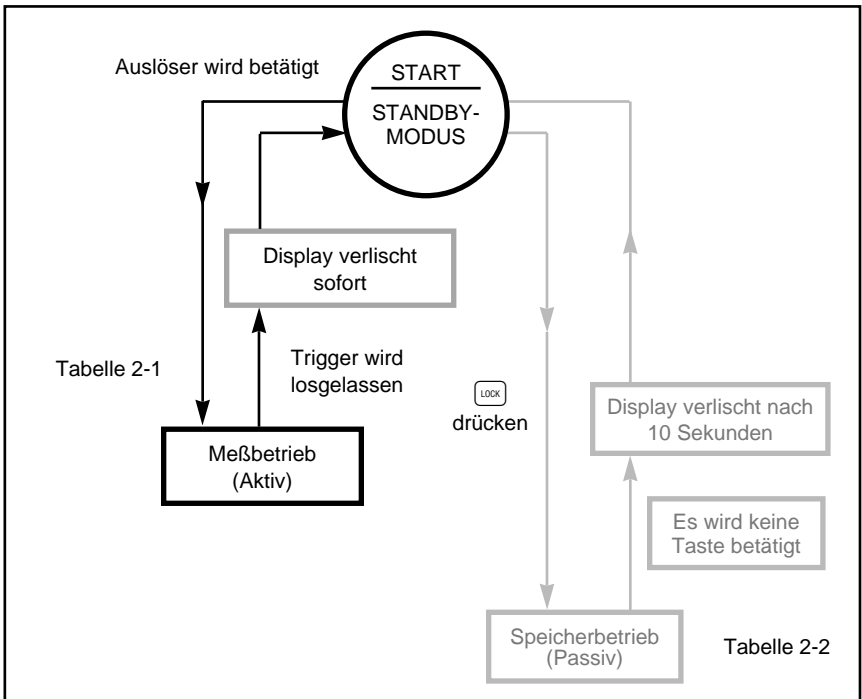 Auslöser wird betätigt
START
STANDBY-
MODUS
Display verlischt
sofort
Tabelle 2-1
Trigger wird
losgelassen
Meßbetrieb
(Aktiv)
LOCK
drücken
Display verlischt nach
10 Sekunden
Es wird keine
Taste betätigt
Speicherbetrieb
(Passiv)
Tabelle 2-2